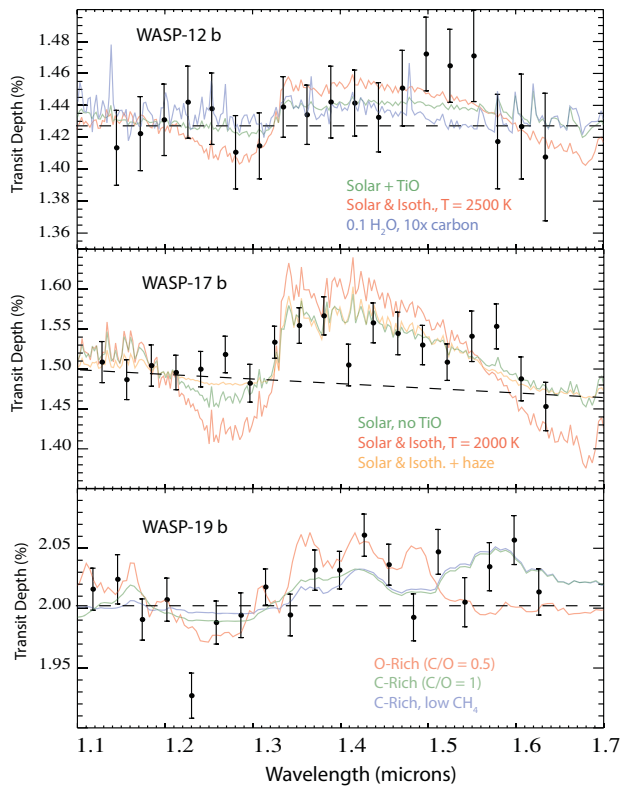 WASP-12 b
1.48
1.46
1.44
1.42
1.40
1.38
1.36
Transit Depth (%)
Solar + TiO
Solar & Isoth., T = 2500 K
0.1 H₂O, 10x carbon
WASP-17 b
1.60
1.55
1.50
1.45
1.40
Transit Depth (%)
Solar, no TiO
Solar & Isoth, T = 2000 K
Solar & Isoth. + haze
WASP-19 b
2.05
2.00
1.95
Transit Depth (%)
O-Rich (C/O = 0.5)
C-Rich (C/O = 1)
C-Rich, low CH₄
1.1 1.2 1.3 1.4 1.5 1.6 1.7
Wavelength (microns)